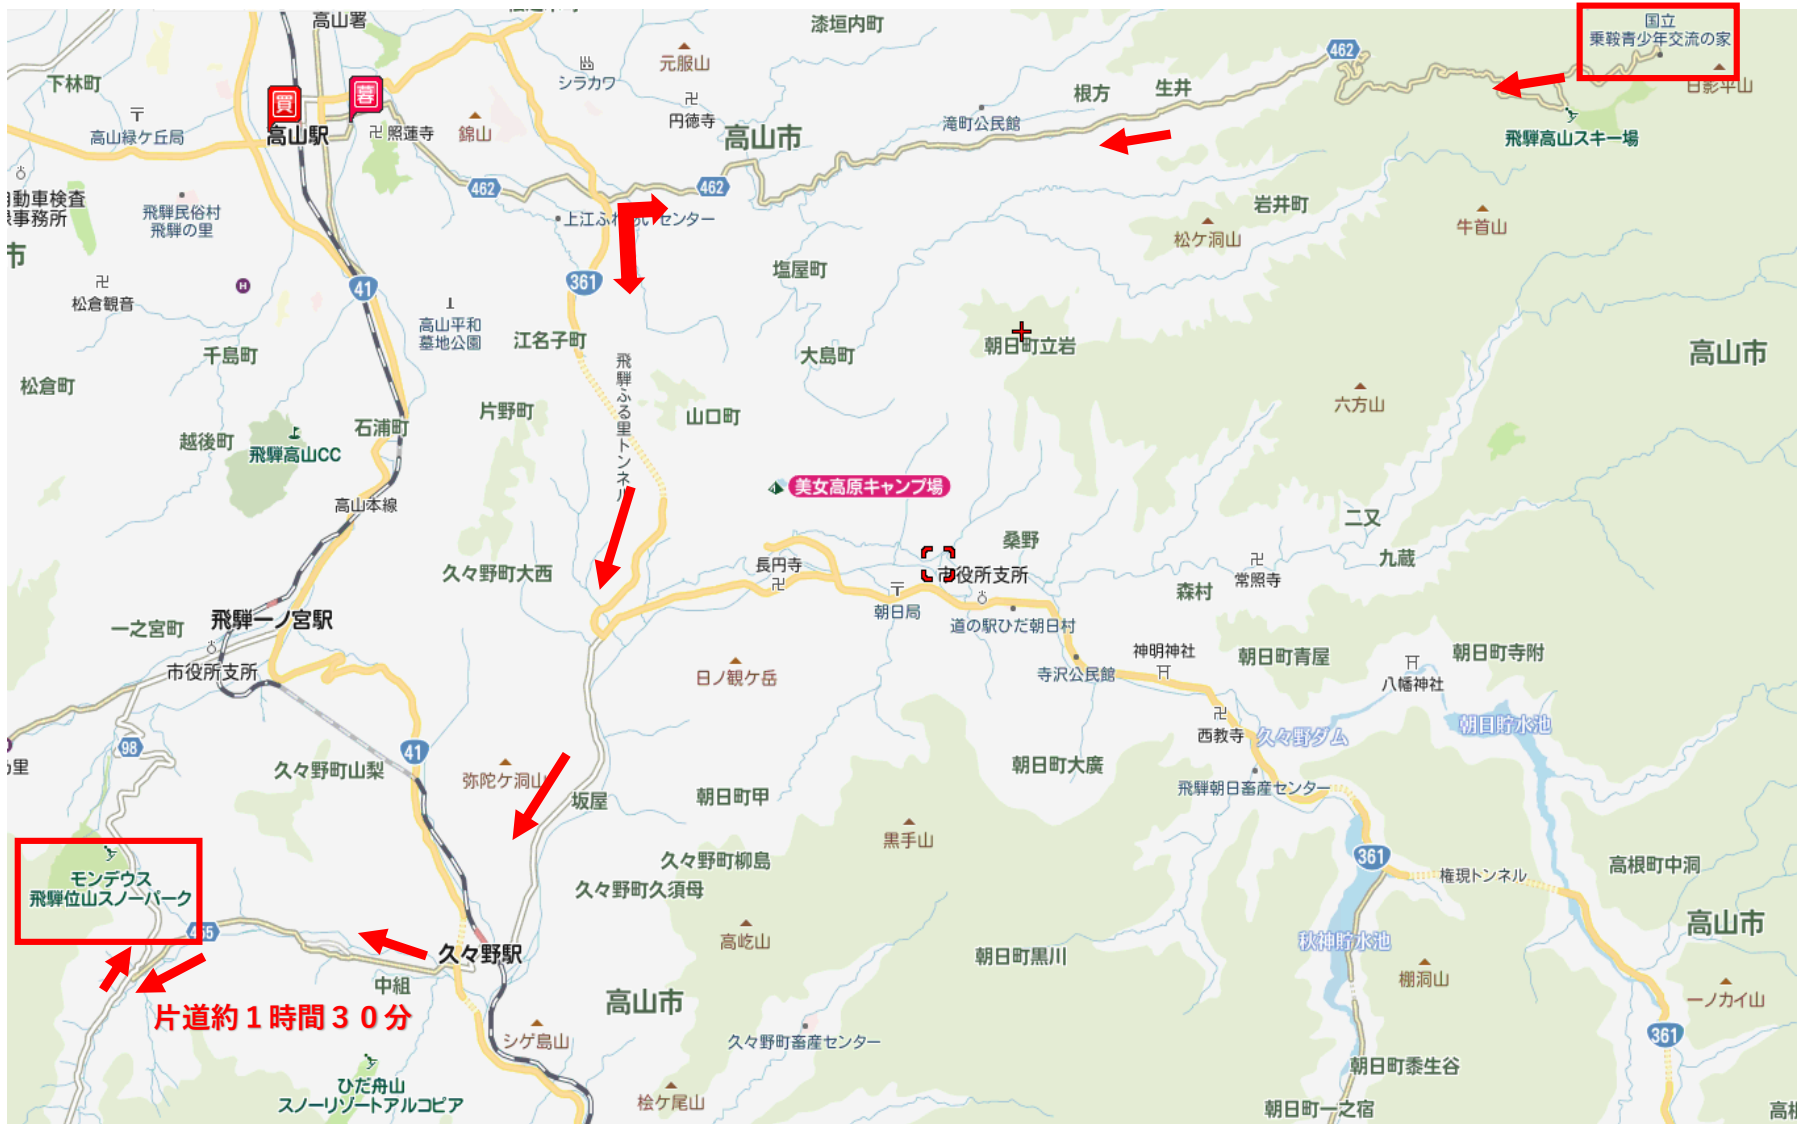 高山署
漆垣内町
462
国立
乗鞍青少年交流の家
元服山
シラカワ
下林町
日影平山
根方
生井
買
暮
円徳寺
滝町公民館
高山緑ケ丘局
高山駅
照蓮寺
錦山
高山市
飛騨高山スキー場
自動車検査
462
462
飛騨民俗村
飛騨の里
上江ふれあいセンター
岩井町
牛首山
松ケ洞山
市
塩屋町
361
41
松倉観音
高山平和
墓地公園
江名子町
朝日町立岩
千島町
大島町
高山市
松倉町
飛騨ふる里トンネル
六方山
片野町
山口町
石浦町
越後町
飛騨高山CC
美女高原キャンプ場
高山本線
二又
桑野
九蔵
長円寺
久々野町大西
市役所支所
常照寺
森村
朝日局
飛騨一ノ宮駅
一之宮町
道の駅ひだ朝日村
神明神社
朝日町青屋
朝日町寺附
市役所支所
日ノ観ケ岳
寺沢公民館
八幡神社
西教寺
久々野ダム
朝日貯水池
98
41
久々野町山梨
弥陀ケ洞山
朝日町大廣
飛騨朝日畜産センター
坂屋
朝日町甲
黒手山
361
久々野町柳島
高根町中洞
モンデウス
飛騨位山スノーパーク
久々野町久須母
権現トンネル
455
高屹山
高山市
秋神貯水池
久々野駅
朝日町黒川
棚洞山
中組
高山市
一ノカイ山
片道約１時間３０分
シゲ島山
久々野町畜産センター
361
ひだ舟山
スノーリゾートアルコピア
朝日町黍生谷
桧ケ尾山
朝日町一之宿